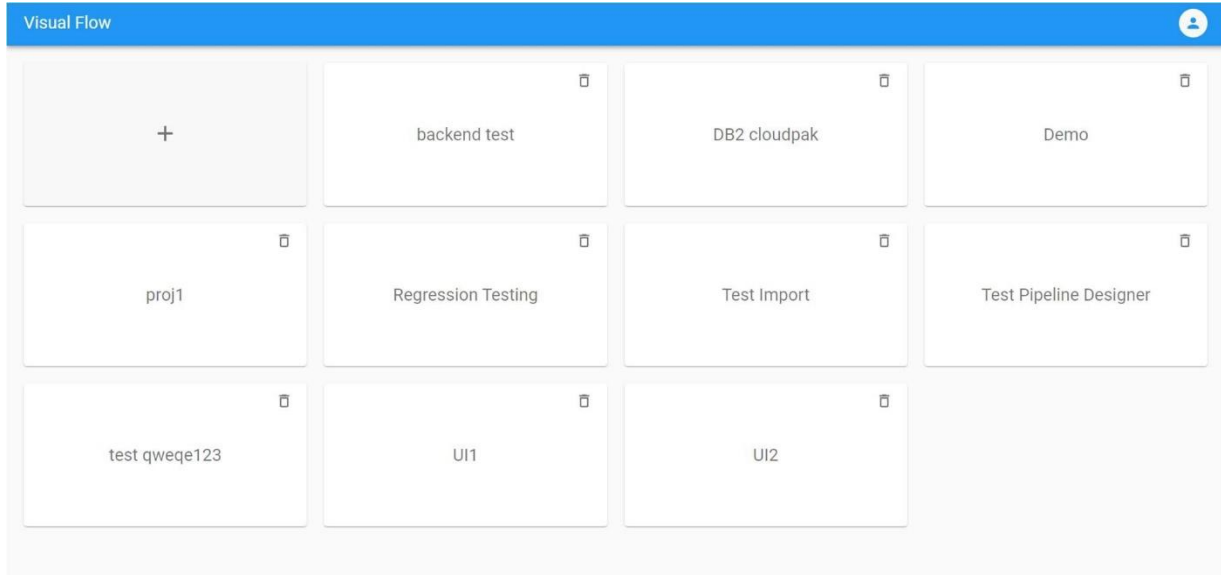 Visual Flow
+
backend test
DB2 cloudpak
Demo
proj1
Regression Testing
Test Import
Test Pipeline Designer
test qweqe123
UI1
UI2